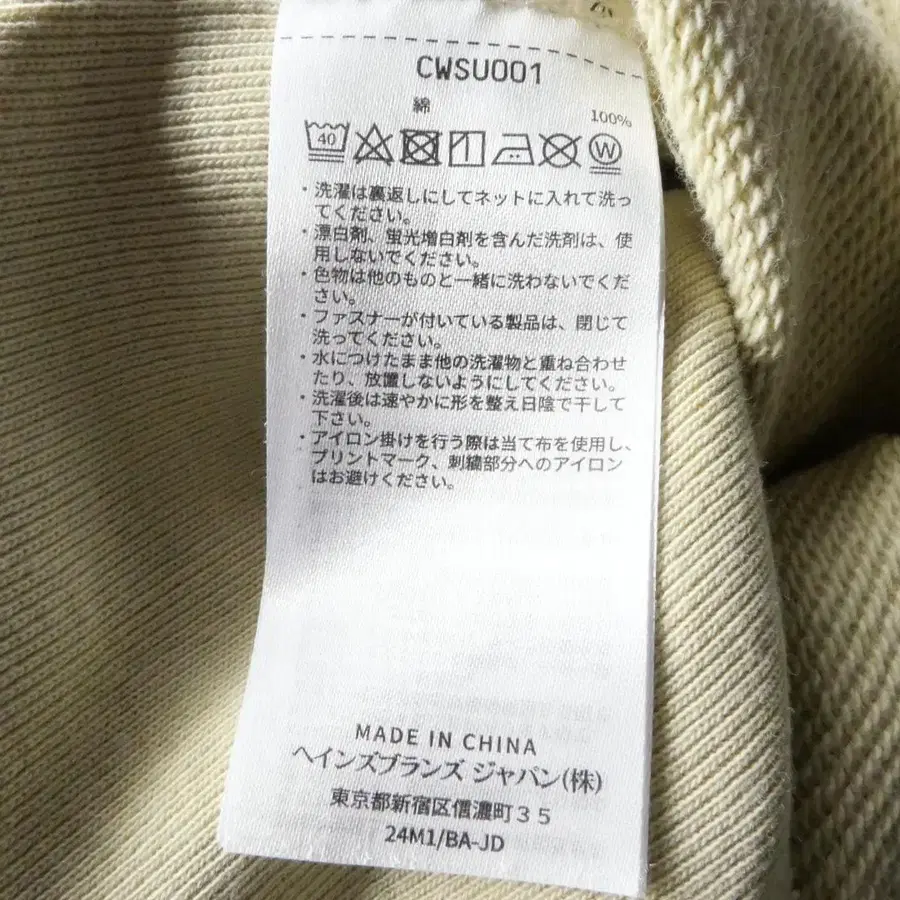 CWSU001
綿 100%
40 W
・洗濯は裏返しにしてネットに入れて洗っ
てください。
・漂白剤、蛍光増白剤を含んだ洗剤は、使
用しないでください。
・色物は他のものと一緒に洗わないでくだ
さい。
・ファスナーが付いている製品は、閉じて
洗ってください。
・水につけたまま他の洗濯物と重ね合わせ
たり、放置しないようにしてください。
・洗濯後は速やかに形を整え日陰で干して
下さい。
・アイロン掛けを行う際は当て布を使用し、
プリントマーク、刺繍部分へのアイロン
はお避けください。
MADE IN CHINA
ヘインズブランズ ジャパン(株)
東京都新宿区信濃町35
24M1/BA-JD